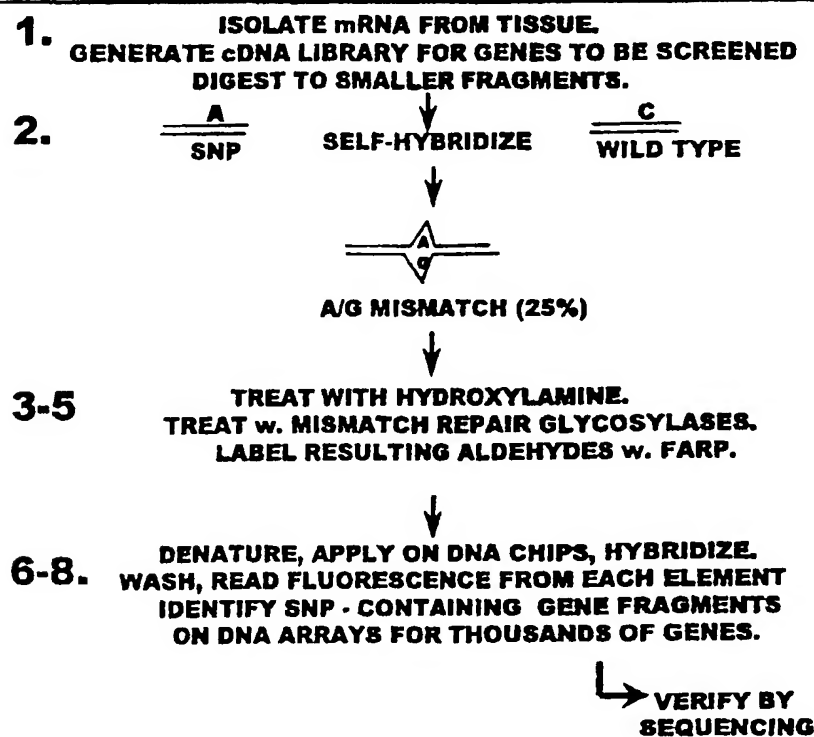 1. ISOLATE mRNA FROM TISSUE.
GENERATE cDNA LIBRARY FOR GENES TO BE SCREENED
DIGEST TO SMALLER FRAGMENTS.
2. A SNP SELF-HYBRIDIZE C WILD TYPE
A
G
A/G MISMATCH (25%)
3-5 TREAT WITH HYDROXYLAMINE.
TREAT w. MISMATCH REPAIR GLYCOSYLASES.
LABEL RESULTING ALDEHYDES w. FARP.
6-8. DENATURE, APPLY ON DNA CHIPS, HYBRIDIZE.
WASH, READ FLUORESCENCE FROM EACH ELEMENT
IDENTIFY SNP - CONTAINING GENE FRAGMENTS
ON DNA ARRAYS FOR THOUSANDS OF GENES.
VERIFY BY
SEQUENCING